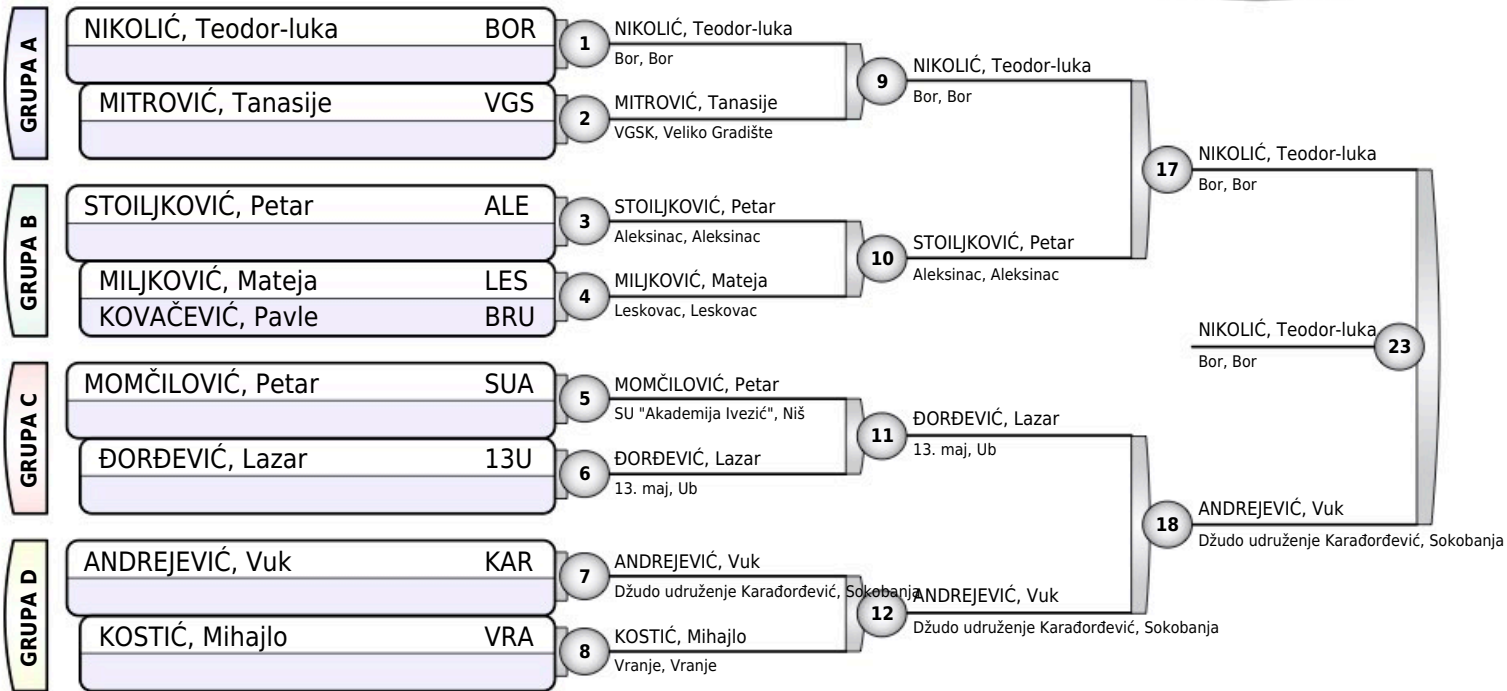 GRUPA A
NIKOLIĆ, Teodor-luka BOR
MITROVIĆ, Tanasije VGS
GRUPA B
STOILJKOVIĆ, Petar ALE
MILJKOVIĆ, Mateja LES
KOVAČEVIĆ, Pavle BRU
GRUPA C
MOMČILOVIĆ, Petar SUA
ĐORĐEVIĆ, Lazar 13U
GRUPA D
ANDREJEVIĆ, Vuk KAR
KOSTIĆ, Mihajlo VRA
1
NIKOLIĆ, Teodor-luka
Bor, Bor
2
MITROVIĆ, Tanasije
VGSK, Veliko Gradište
3
STOILJKOVIĆ, Petar
Aleksinac, Aleksinac
4
MILJKOVIĆ, Mateja
Leskovac, Leskovac
5
MOMČILOVIĆ, Petar
SU "Akademija Ivezić", Niš
6
ĐORĐEVIĆ, Lazar
13. maj, Ub
7
ANDREJEVIĆ, Vuk
Džudo udruženje Karađorđević, Sokobanja
8
KOSTIĆ, Mihajlo
Vranje, Vranje
9
NIKOLIĆ, Teodor-luka
Bor, Bor
10
STOILJKOVIĆ, Petar
Aleksinac, Aleksinac
11
ĐORĐEVIĆ, Lazar
13. maj, Ub
12
ANDREJEVIĆ, Vuk
Džudo udruženje Karađorđević, Sokobanja
17
NIKOLIĆ, Teodor-luka
Bor, Bor
18
ANDREJEVIĆ, Vuk
Džudo udruženje Karađorđević, Sokobanja
NIKOLIĆ, Teodor-luka
Bor, Bor
23